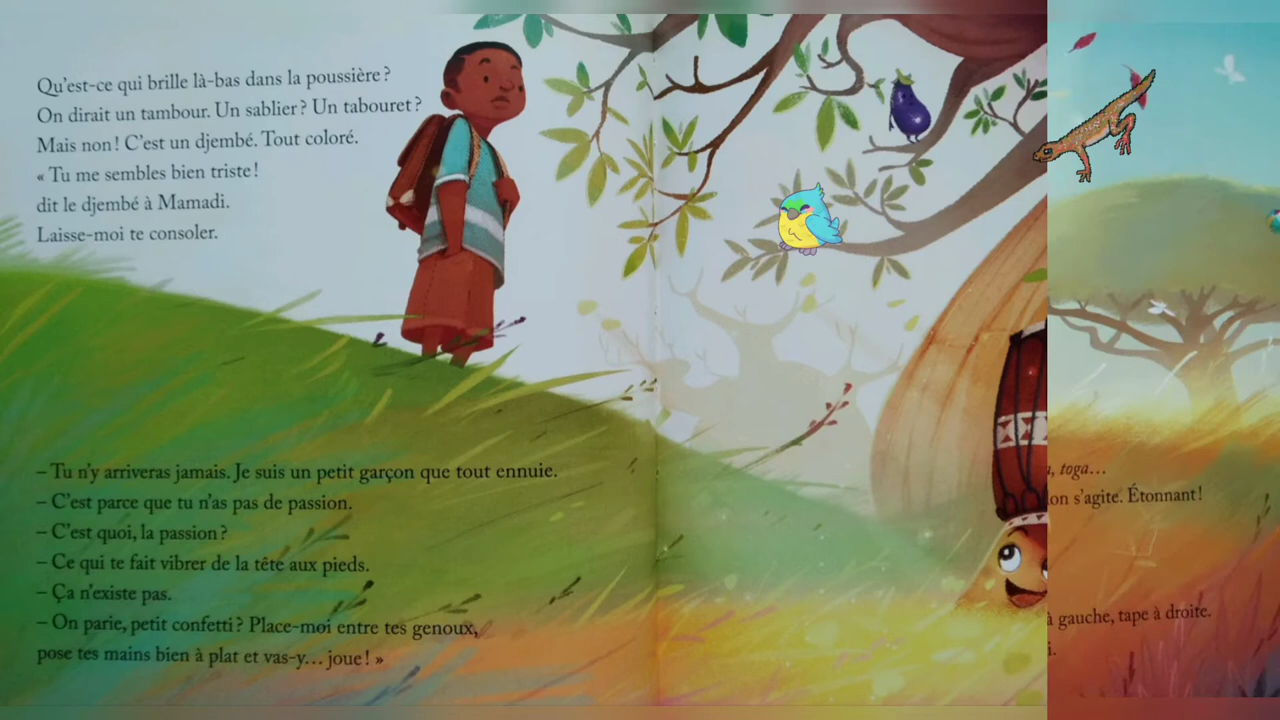 Qu'est-ce qui brille là-bas dans la poussière ?
On dirait un tambour. Un sablier ? Un tabouret ?
Mais non ! C'est un djembé. Tout coloré.
« Tu me sembles bien triste !
dit le djembé à Mamadi.
Laisse-moi te consoler.
– Tu n'y arriveras jamais. Je suis un petit garçon que tout ennuie.
– C'est parce que tu n'as pas de passion.
– C'est quoi, la passion ?
– Ce qui te fait vibrer de la tête aux pieds.
– Ça n'existe pas.
– On parie, petit confetti ? Place-moi entre tes genoux,
pose tes mains bien à plat et vas-y… joue ! »
toga…
s'agite. Étonnant !
à gauche, tape à droite.